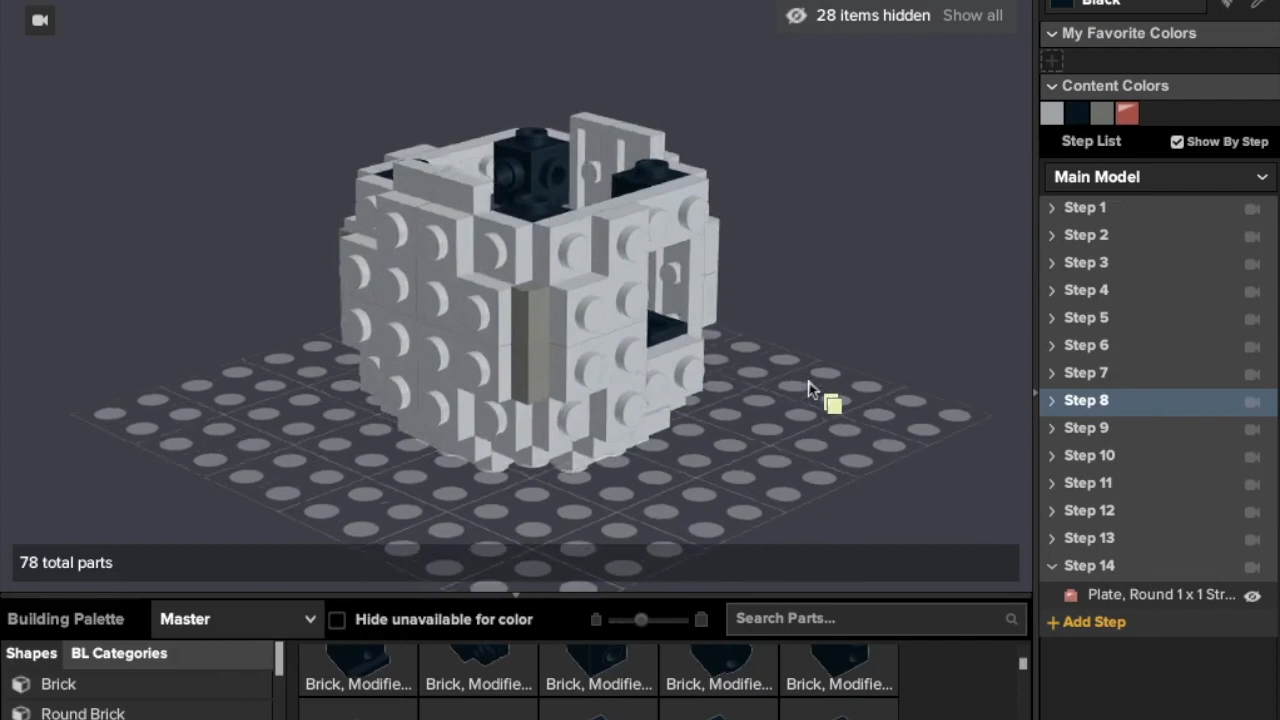 28 items hidden Show all
Black
My Favorite Colors
Content Colors
Step List Show By Step
Main Model
Step 1
Step 2
Step 3
Step 4
Step 5
Step 6
Step 7
Step 8
Step 9
Step 10
Step 11
Step 12
Step 13
Step 14
Plate, Round 1 x 1 Str...
+ Add Step
78 total parts
Building Palette Master Hide unavailable for color Search Parts...
Shapes BL Categories
Brick
Round Brick
Brick, Modifie... Brick, Modifie... Brick, Modifie... Brick, Modifie... Brick, Modifie...